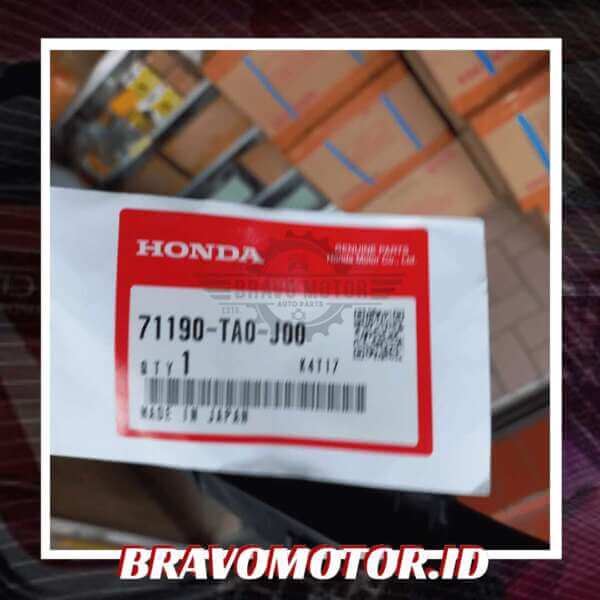 HONDA
GENUINE PARTS
Honda Motor Co., Ltd.
BRAVO MOTOR
AUTO PARTS
ESTD.
71190-TA0-J00
QTY 1
K4T17
MADE IN JAPAN
BRAVOMOTOR.ID